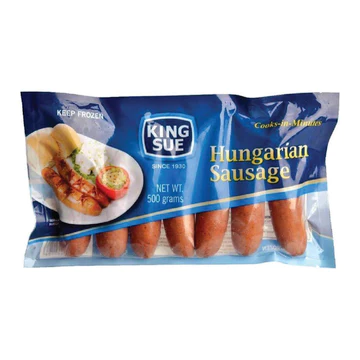 KEEP FROZEN
KING
SUE
SINCE 1930
NET WT.
500 grams
Cooks-in-Minutes
Hungarian
Sausage